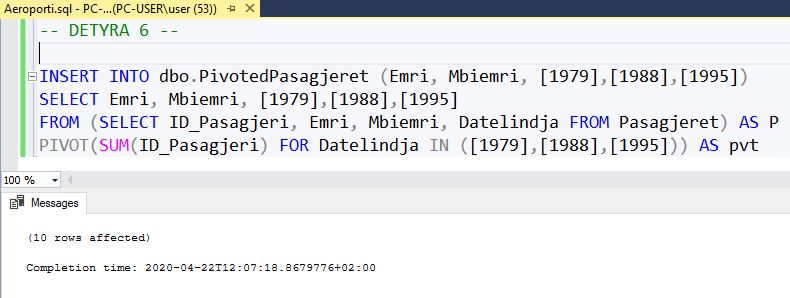 Aeroporti.sql - PC-...(PC-USER\user (53))
-- DETYRA 6 --
INSERT INTO dbo.PivotedPasagjeret (Emri, Mbiemri, [1979],[1988],[1995])
SELECT Emri, Mbiemri, [1979],[1988],[1995]
FROM (SELECT ID_Pasagjeri, Emri, Mbiemri, Datelindja FROM Pasagjeret) AS P
PIVOT(SUM(ID_Pasagjeri) FOR Datelindja IN ([1979],[1988],[1995])) AS pvt
100 %
Messages
(10 rows affected)
Completion time: 2020-04-22T12:07:18.8679776+02:00